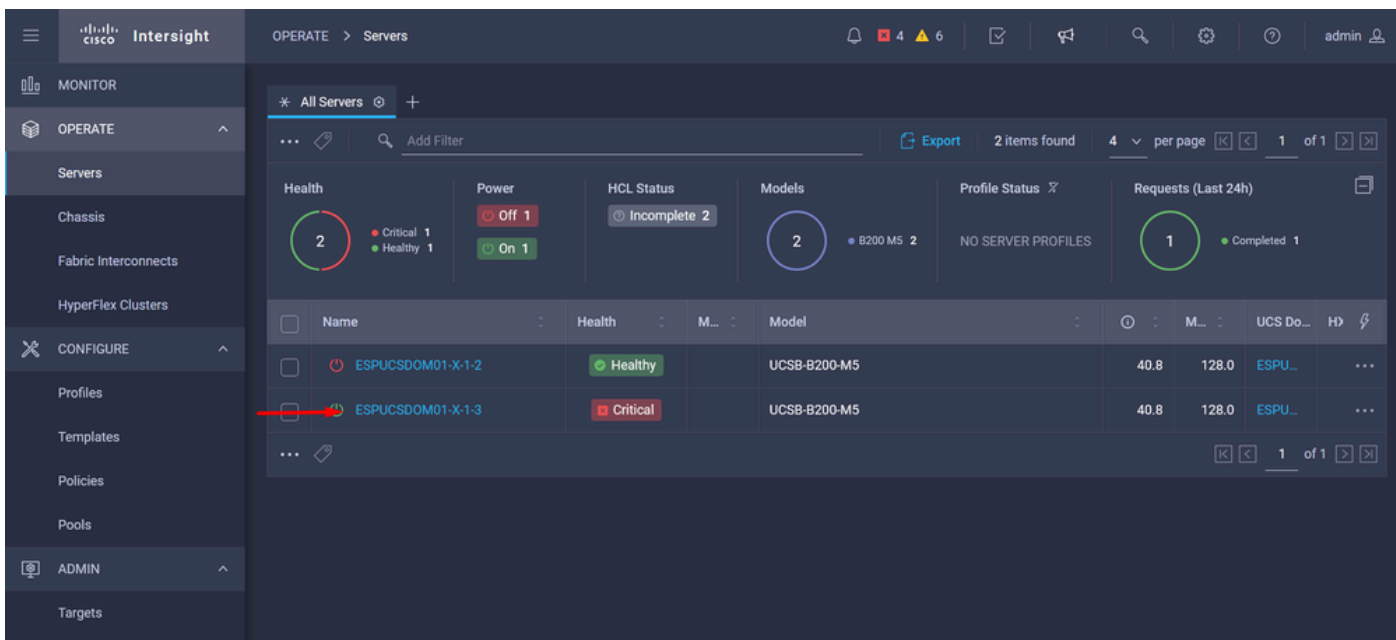 cisco Intersight
OPERATE > Servers
4 6
admin
MONITOR
OPERATE
Servers
Chassis
Fabric Interconnects
HyperFlex Clusters
CONFIGURE
Profiles
Templates
Policies
Pools
ADMIN
Targets
All Servers
Add Filter
Export 2 items found 4 per page 1 of 1
Health Power HCL Status Models Profile Status Requests (Last 24h)
2 Critical 1 Healthy 1
Off 1
On 1
Incomplete 2
2 B200 M5 2
NO SERVER PROFILES
1 Completed 1
Name Health M... Model M... UCS Do... HX
ESPUCSDOM01-X-1-2 Healthy UCSB-B200-M5 40.8 128.0 ESPU...
ESPUCSDOM01-X-1-3 Critical UCSB-B200-M5 40.8 128.0 ESPU...
1 of 1